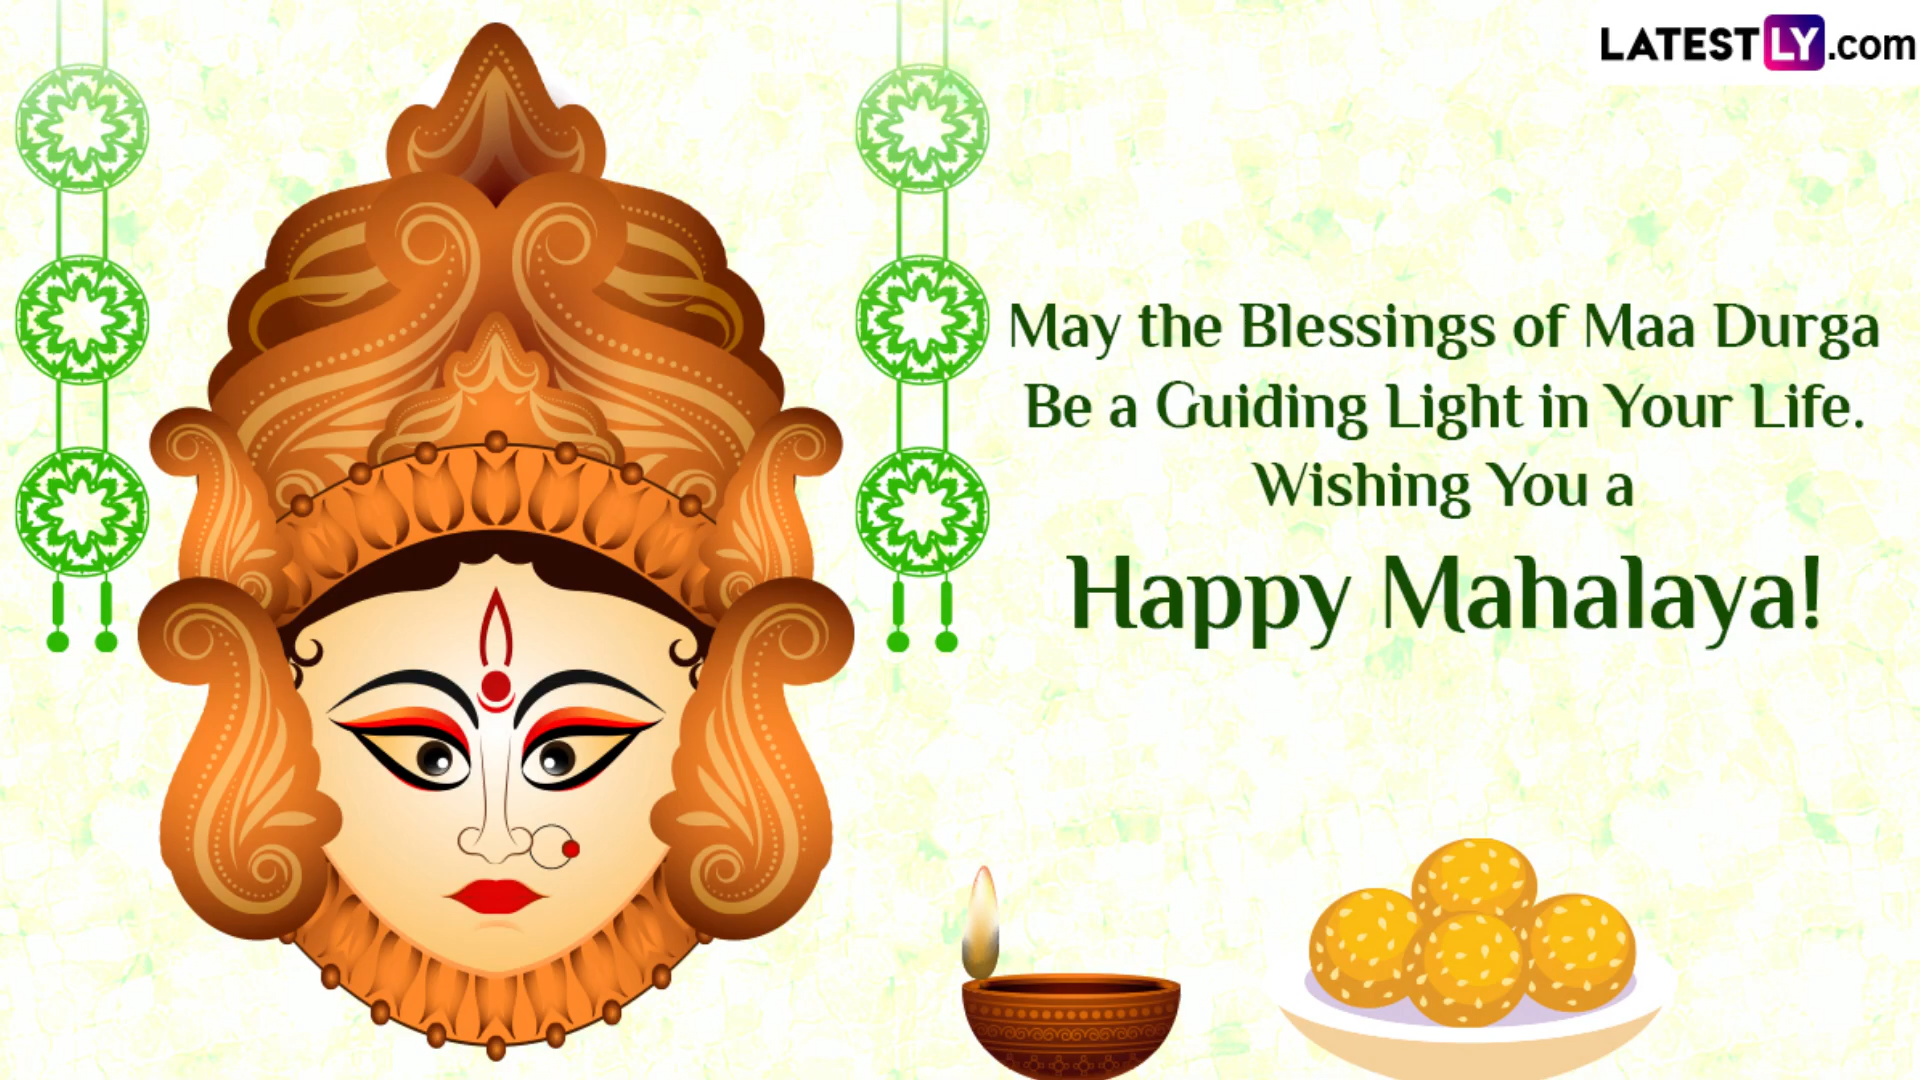 LATESTLY.com
May the Blessings of Maa Durga
Be a Guiding Light in Your Life.
Wishing You a
Happy Mahalaya!